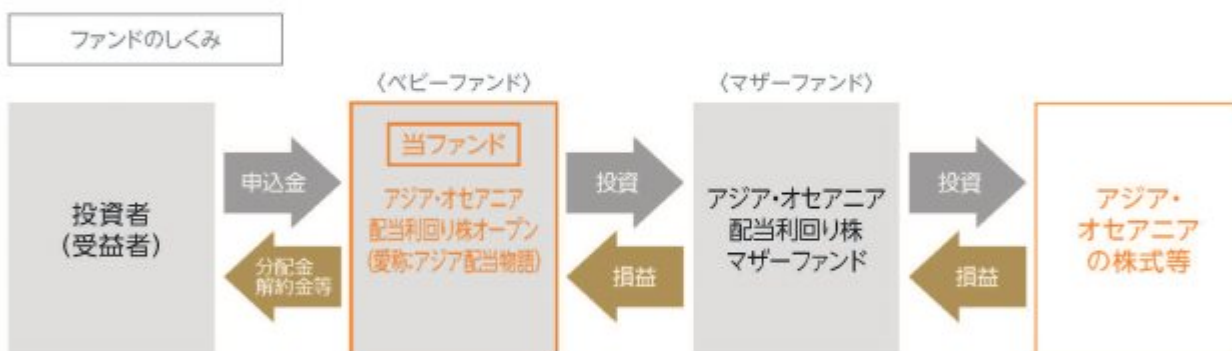 ファンドのしくみ
〈ベビーファンド〉
〈マザーファンド〉
投資者
(受益者)
申込金
分配金
解約金等
当ファンド
アジア・オセアニア
配当利回り株オープン
(愛称:アジア配当物語)
投資
損益
アジア・オセアニア
配当利回り株
マザーファンド
投資
損益
アジア・
オセアニア
の株式等